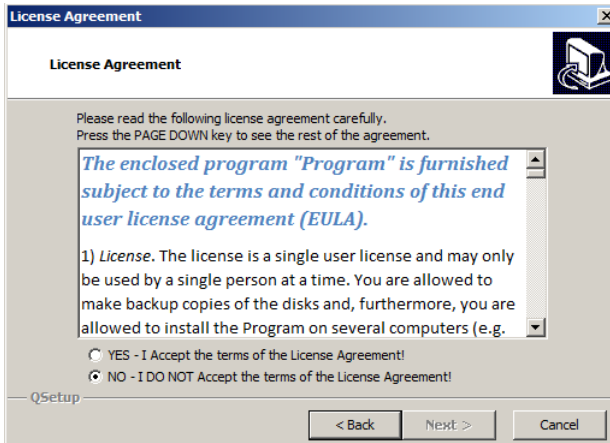 License Agreement
License Agreement
Please read the following license agreement carefully.
Press the PAGE DOWN key to see the rest of the agreement.
The enclosed program "Program" is furnished
subject to the terms and conditions of this end
user license agreement (EULA).
1) License. The license is a single user license and may only
be used by a single person at a time. You are allowed to
make backup copies of the disks and, furthermore, you are
allowed to install the Program on several computers (e.g.
YES - I Accept the terms of the License Agreement!
NO - I DO NOT Accept the terms of the License Agreement!
QSetup
< Back Next > Cancel